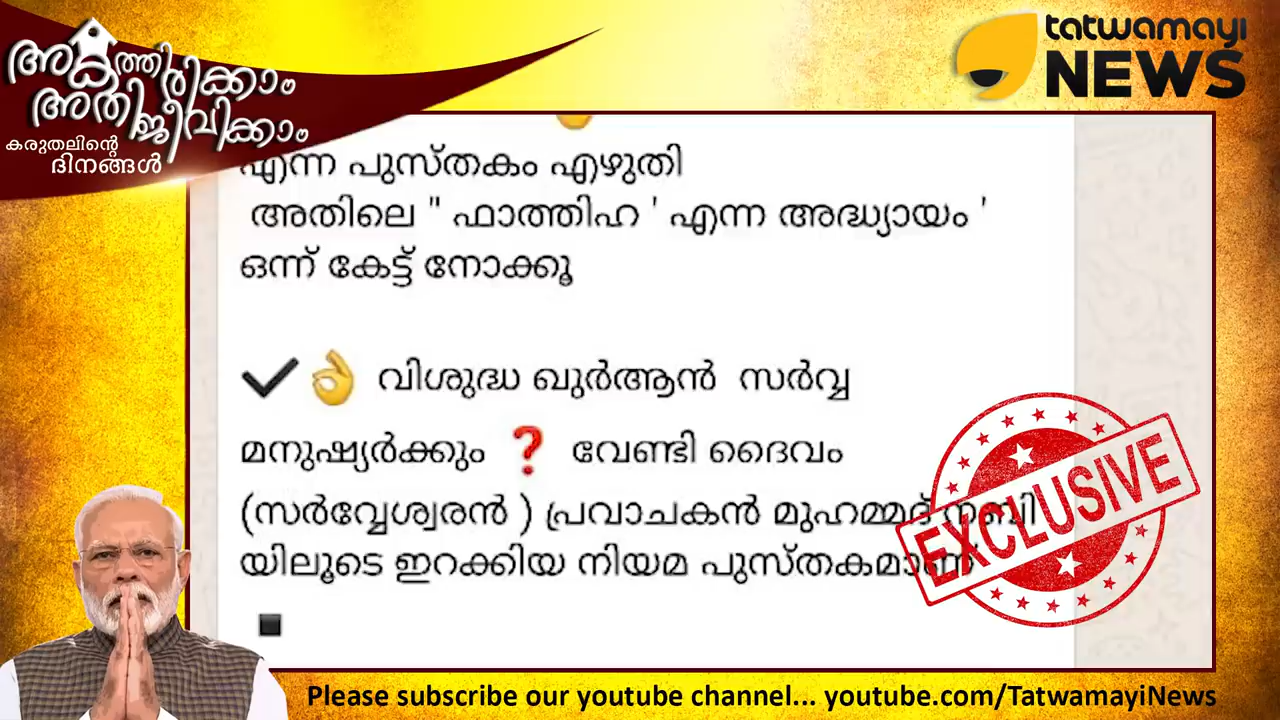 അകത്തിരിക്കാം
അതിജീവിക്കാം
കരുതലിന്റെ
ദിനങ്ങൾ
tatwamayi
NEWS
എന്ന പുസ്തകം എഴുതി
അതിലെ " ഫാത്തിഹ ' എന്ന അദ്ധ്യായം '
ഒന്ന് കേട്ട് നോക്കൂ
✔👌 വിശുദ്ധ ഖുർആൻ സർവ്വ
മനുഷ്യർക്കും ❓ വേണ്ടി ദൈവം
(സർവ്വേശ്വരൻ ) പ്രവാചകൻ മുഹമ്മദ് നബി
യിലൂടെ ഇറക്കിയ നിയമ പുസ്തകമാണ്
EXCLUSIVE
Please subscribe our youtube channel... youtube.com/TatwamayiNews